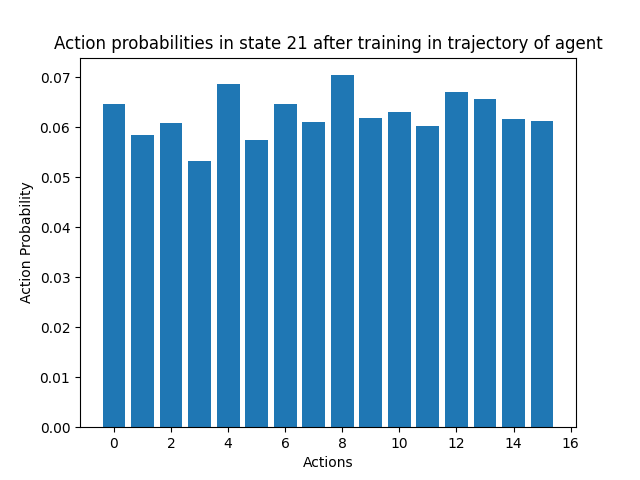 Action probabilities in state 21 after training in trajectory of agent
0.07
0.06
0.05
0.04
0.03
0.02
0.01
0.00
Action Probability
0 2 4 6 8 10 12 14 16
Actions